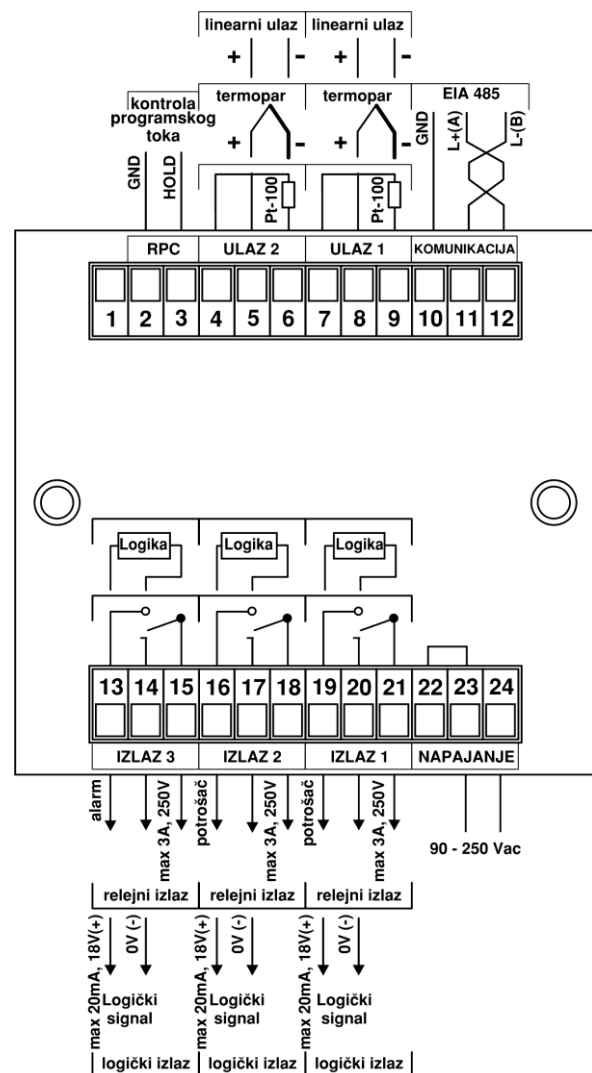 linearni ulaz linearni ulaz
+ - + -
termopar termopar EIA 485
kontrola
programskog
toka
GND
HOLD
+ - + -
Pt-100
Pt-100
GND
L+(A)
L-(B)
RPC ULAZ 2 ULAZ 1 KOMUNIKACIJA
1 2 3 4 5 6 7 8 9 10 11 12
Logika Logika Logika
13 14 15 16 17 18 19 20 21 22 23 24
IZLAZ 3 IZLAZ 2 IZLAZ 1 NAPAJANJE
alarm
max 3A, 250V
potrošač
max 3A, 250V
potrošač
max 3A, 250V
90 - 250 Vac
relejni izlaz relejni izlaz relejni izlaz
max 20mA, 18V(+)
0V (-)
max 20mA, 18V(+)
0V (-)
max 20mA, 18V(+)
0V (-)
Logički Logički Logički
signal signal signal
logički izlaz logički izlaz logički izlaz